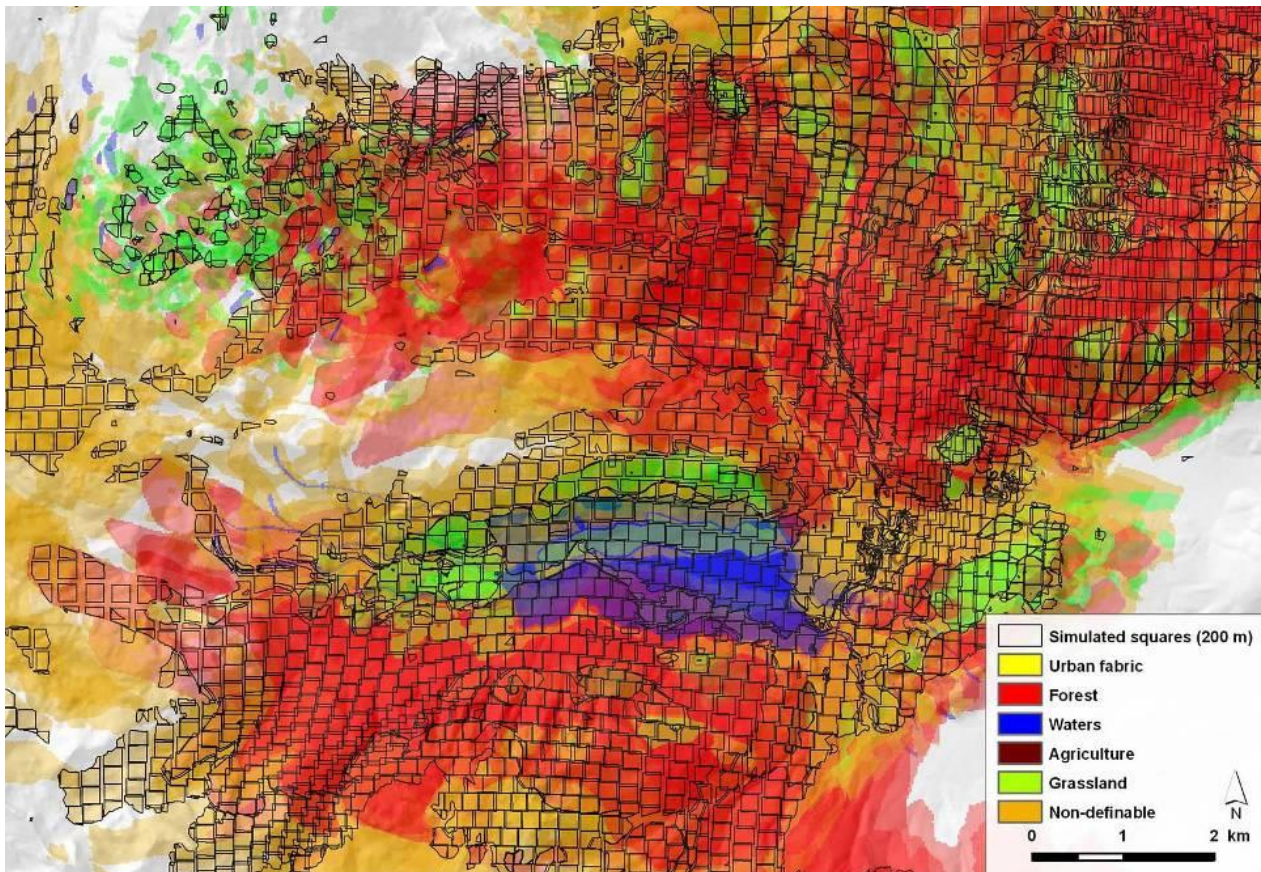 Simulated squares (200 m)
Urban fabric
Forest
Waters
Agriculture
Grassland
Non-definable
N
0 1 2 km